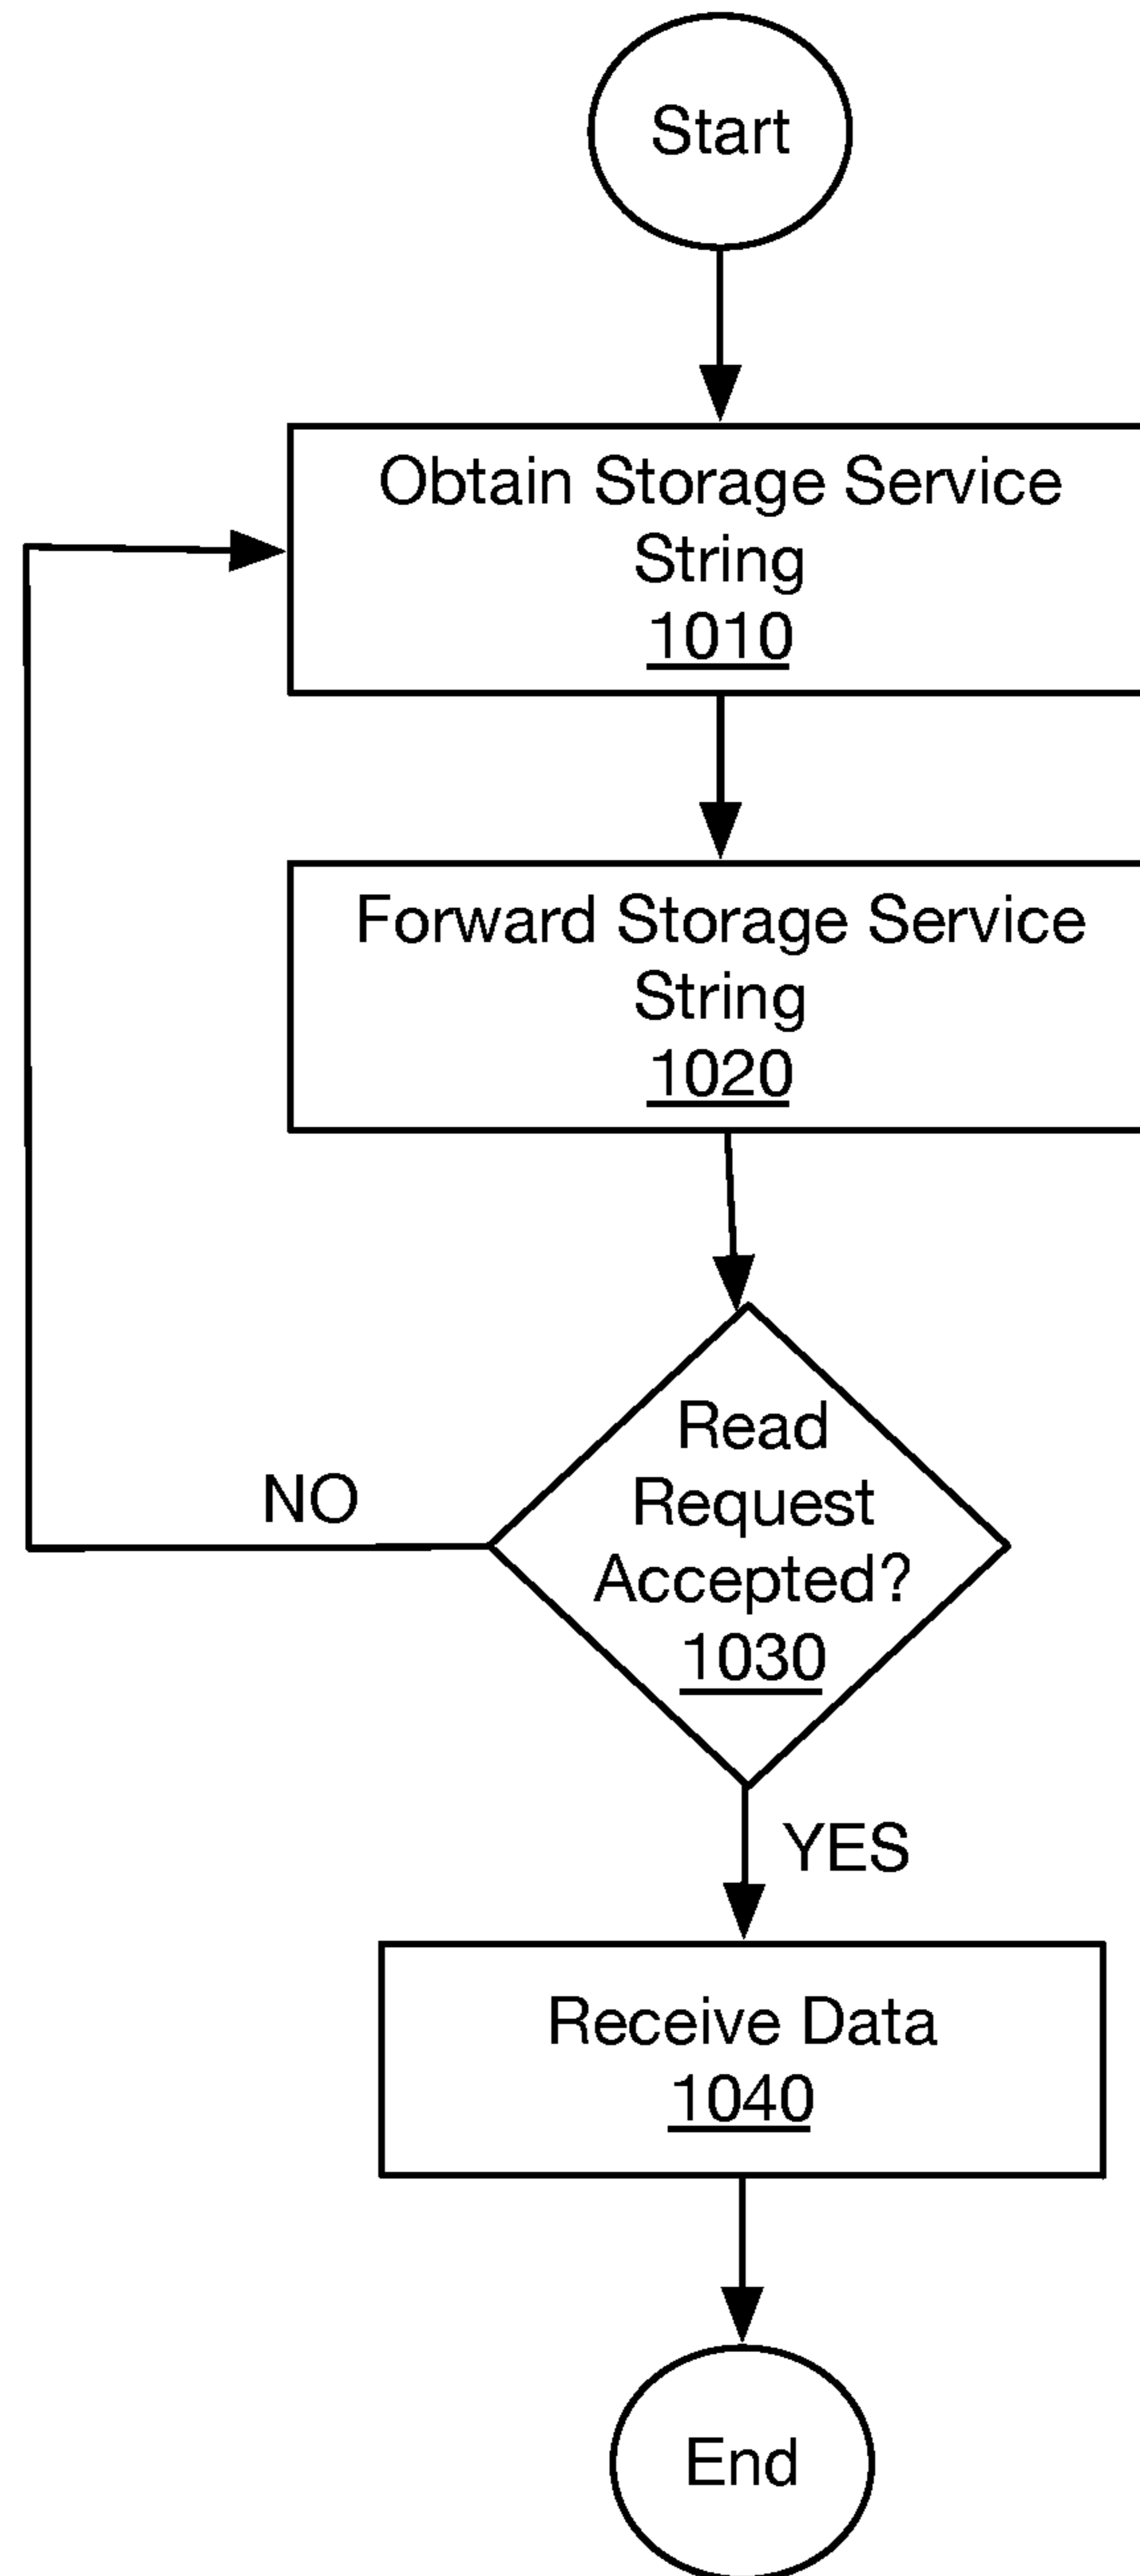 Start
Obtain Storage Service
String
1010
Forward Storage Service
String
1020
Read
Request
Accepted?
1030
NO
YES
Receive Data
1040
End